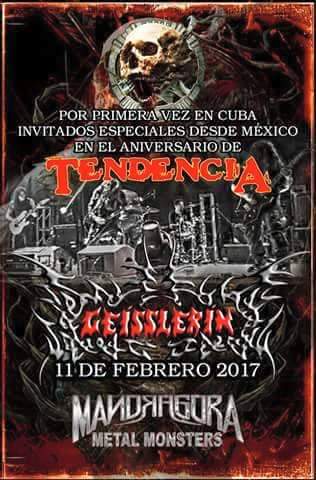 POR PRIMERA VEZ EN CUBA
INVITADOS ESPECIALES DESDE MÉXICO
EN EL ANIVERSARIO DE
TENDENCIA
GEISSLERIN
11 DE FEBRERO 2017
MANDRAGORA
METAL MONSTERS